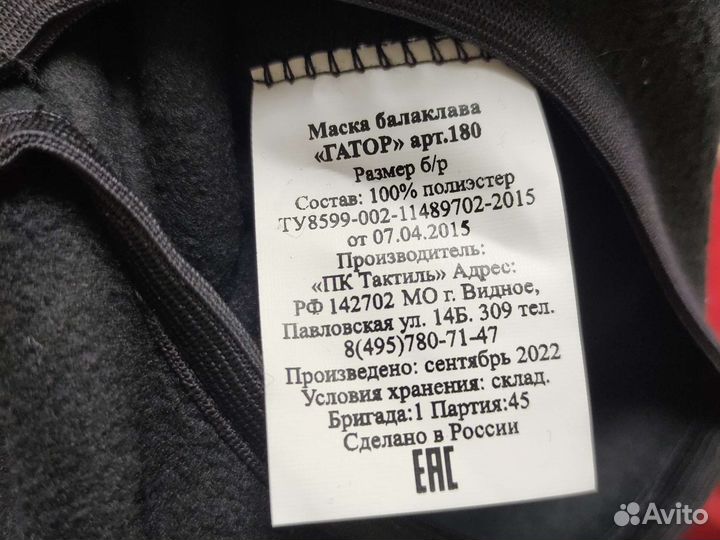 Маска балаклава
«ГАТОР» арт.180
Размер б/р
Состав: 100% полиэстер
ТУ8599-002-11489702-2015
от 07.04.2015
Производитель:
«ПК Тактиль» Адрес:
РФ 142702 МО г. Видное,
Павловская ул. 14Б. 309 тел.
8(495)780-71-47
Произведено: сентябрь 2022
Условия хранения: склад.
Бригада:1 Партия:45
Сделано в России
ЕАС
Avito